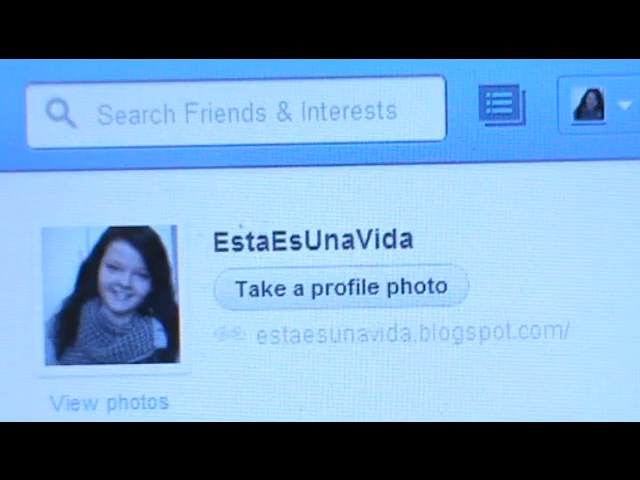 Search Friends & Interests
EstaEsUnaVida
Take a profile photo
estaesunavida.blogspot.com/
View photos